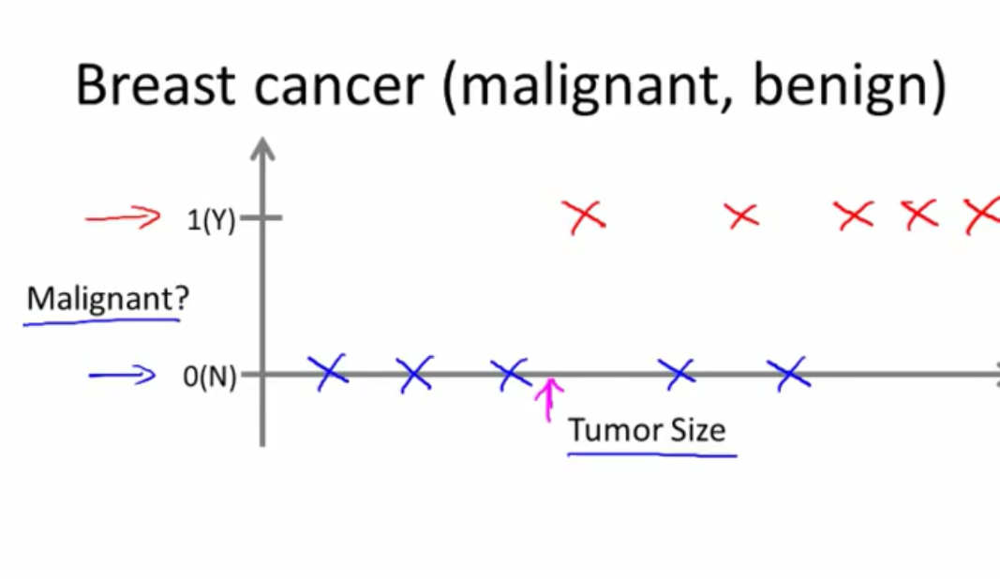 Breast cancer (malignant, benign)
1(Y)
Malignant?
0(N)
Tumor Size